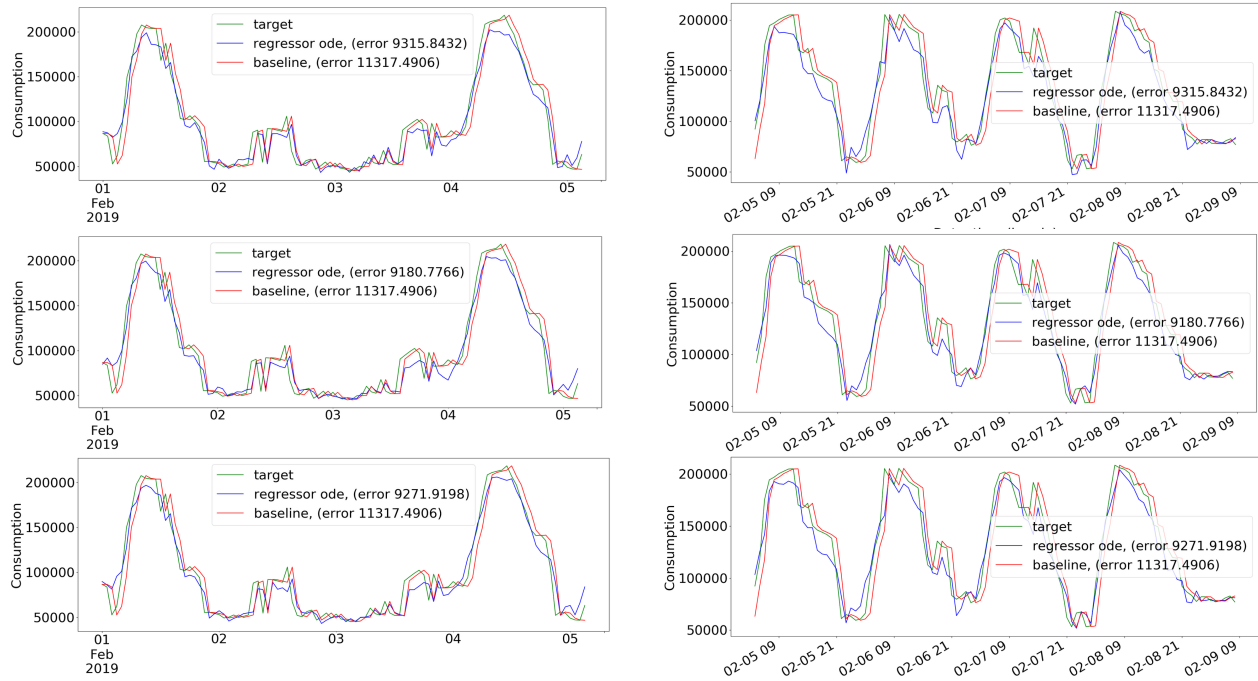 Consumption
200000
150000
100000
50000
target
regressor ode, (error 9315.8432)
baseline, (error 11317.4906)
01
02
03
04
05
Feb
2019
Consumption
200000
150000
100000
50000
target
regressor ode, (error 9315.8432)
baseline, (error 11317.4906)
02-05 09
02-05 21
02-06 09
02-06 21
02-07 09
02-07 21
02-08 09
02-08 21
02-09 09
Consumption
200000
150000
100000
50000
target
regressor ode, (error 9180.7766)
baseline, (error 11317.4906)
01
02
03
04
05
Feb
2019
Consumption
200000
150000
100000
50000
target
regressor ode, (error 9180.7766)
baseline, (error 11317.4906)
02-05 09
02-05 21
02-06 09
02-06 21
02-07 09
02-07 21
02-08 09
02-08 21
02-09 09
Consumption
200000
150000
100000
50000
target
regressor ode, (error 9271.9198)
baseline, (error 11317.4906)
01
02
03
04
05
Feb
2019
Consumption
200000
150000
100000
50000
target
regressor ode, (error 9271.9198)
baseline, (error 11317.4906)
02-05 09
02-05 21
02-06 09
02-06 21
02-07 09
02-07 21
02-08 09
02-08 21
02-09 09